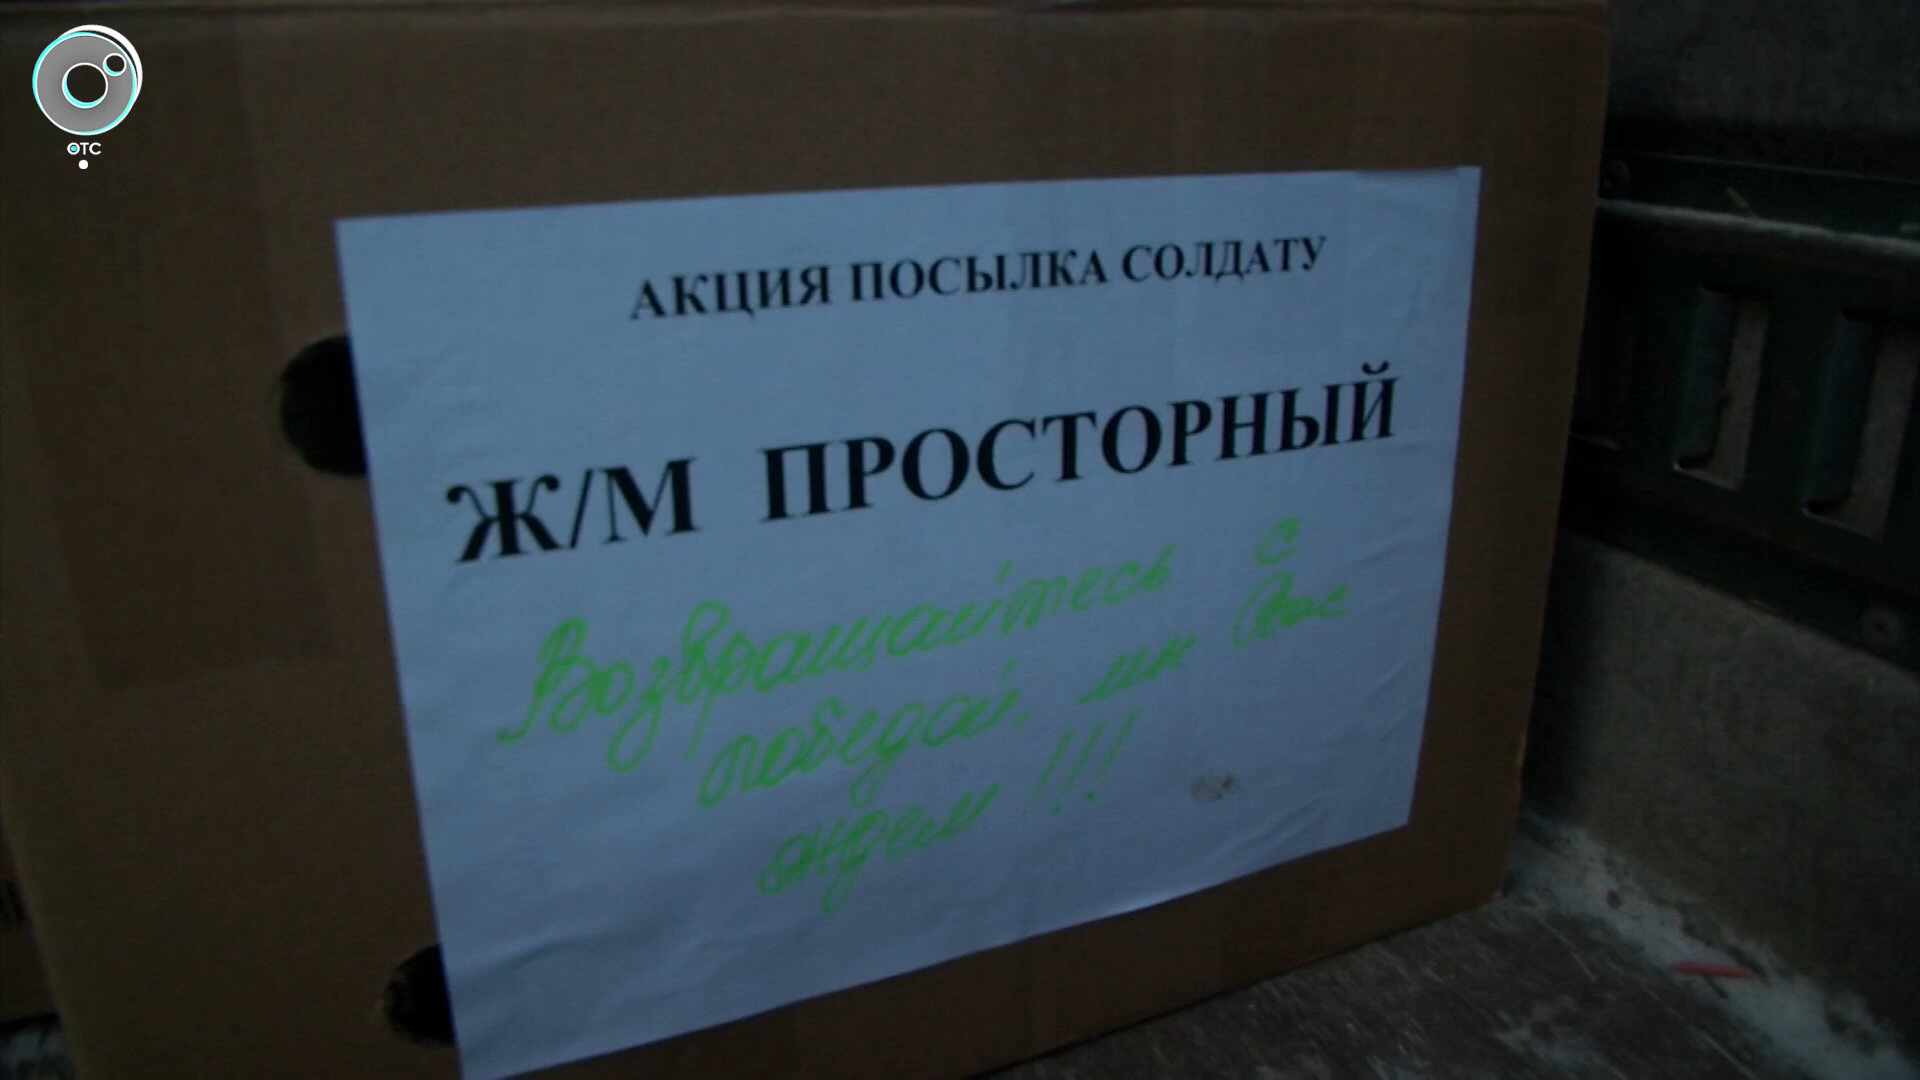 ОТС
АКЦИЯ ПОСЫЛКА СОЛДАТУ
Ж/М ПРОСТОРНЫЙ
Возвращайтесь с
победой, мы Вас
ждем!!!